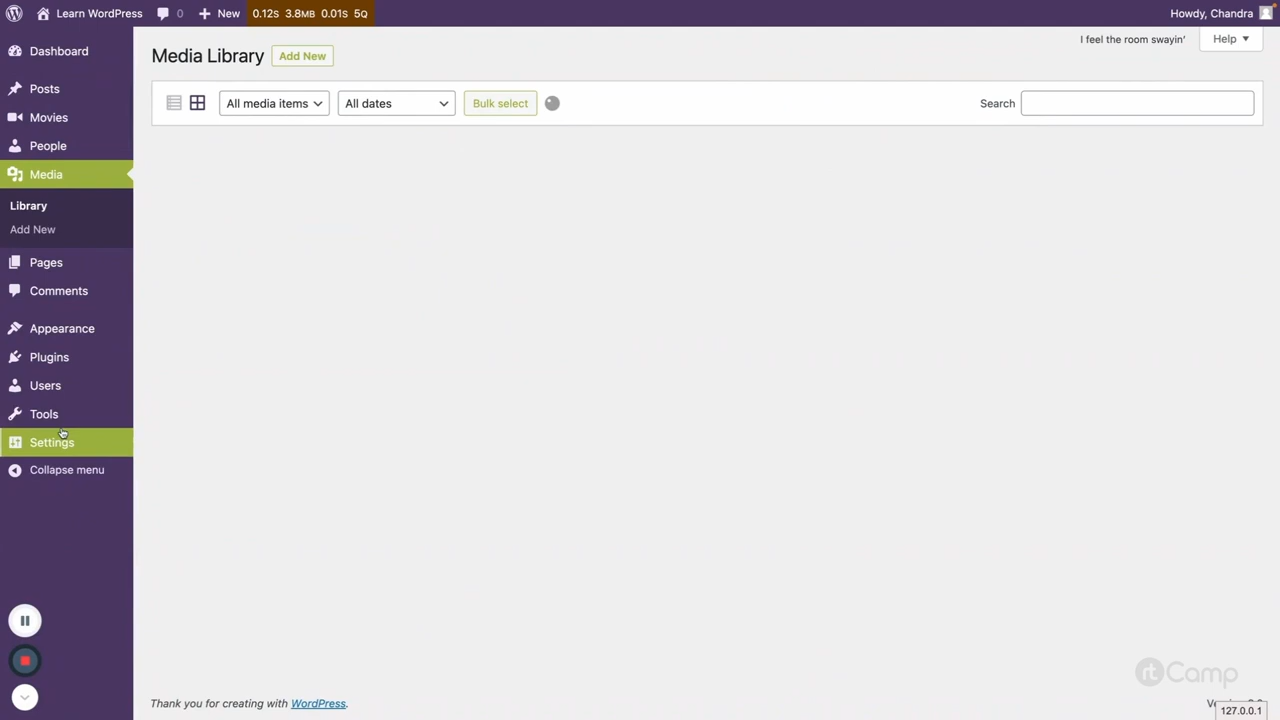 Learn WordPress
0
New
0.12s 3.8MB 0.01s 5Q
Howdy, Chandra
Dashboard
Posts
Movies
People
Media
Library
Add New
Pages
Comments
Appearance
Plugins
Users
Tools
Settings
Collapse menu
I feel the room swayin'
Help
Media Library
Add New
All media items
All dates
Bulk select
Search
rtCamp
Thank you for creating with WordPress.
127.0.0.1